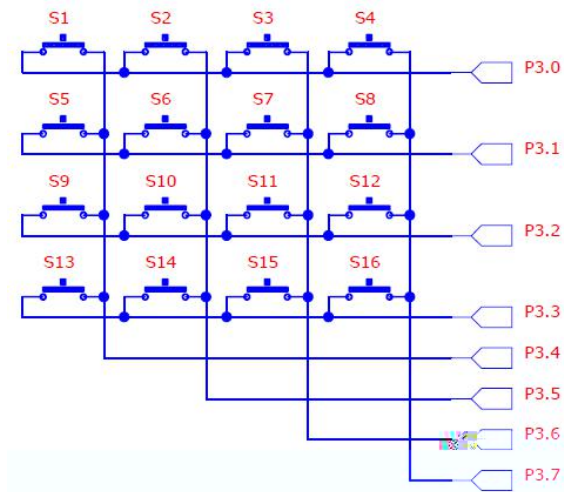 S1 S2 S3 S4
P3.0
S5 S6 S7 S8
P3.1
S9 S10 S11 S12
P3.2
S13 S14 S15 S16
P3.3
P3.4
P3.5
P3.6
P3.7